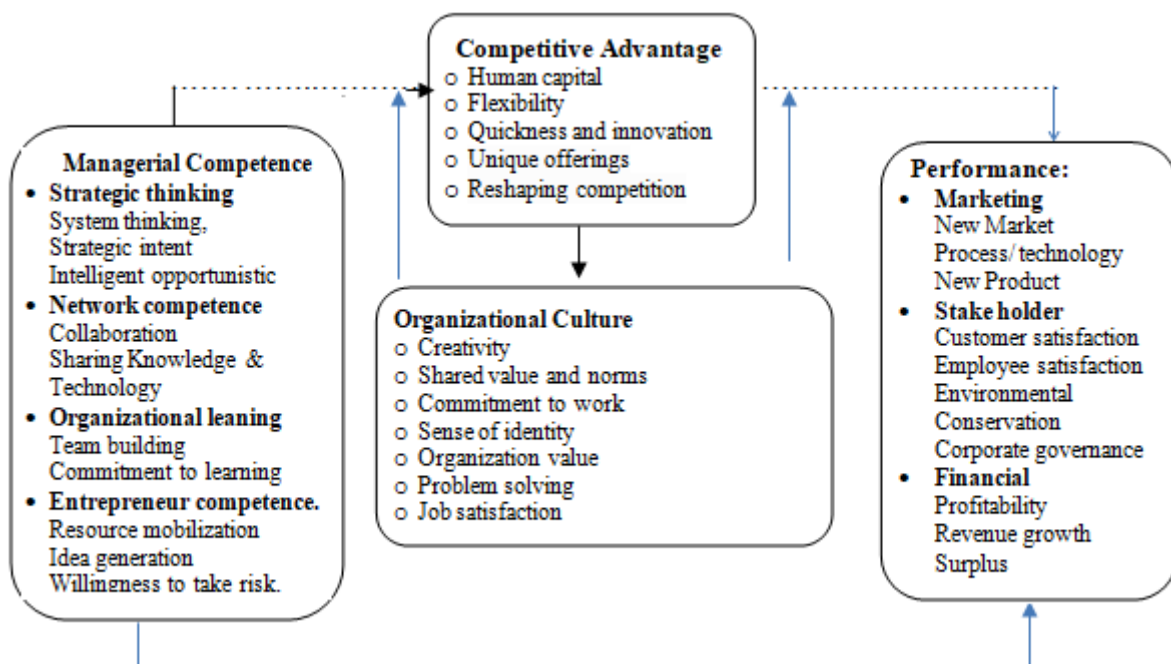 Competitive Advantage
o Human capital
o Flexibility
o Quickness and innovation
o Unique offerings
o Reshaping competition
Managerial Competence
• Strategic thinking
System thinking,
Strategic intent
Intelligent opportunistic
• Network competence
Collaboration
Sharing Knowledge &
Technology
• Organizational leaning
Team building
Commitment to learning
• Entrepreneur competence.
Resource mobilization
Idea generation
Willingness to take risk.
Organizational Culture
o Creativity
o Shared value and norms
o Commitment to work
o Sense of identity
o Organization value
o Problem solving
o Job satisfaction
Performance:
• Marketing
New Market
Process/ technology
New Product
• Stake holder
Customer satisfaction
Employee satisfaction
Environmental
Conservation
Corporate governance
• Financial
Profitability
Revenue growth
Surplus